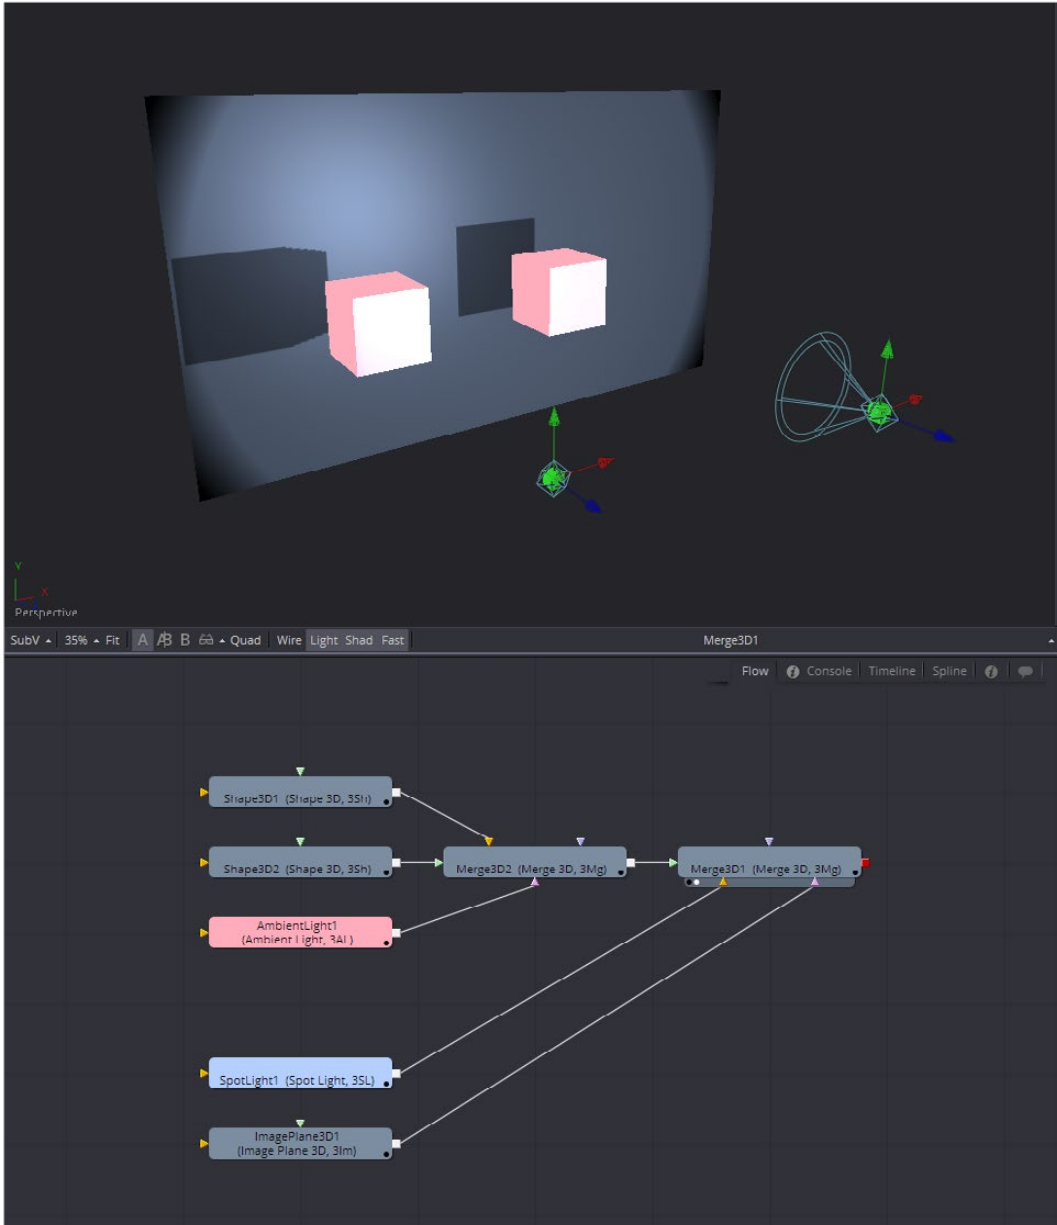 Y
X
Perspective
SubV 35% Fit A AB B Quad Wire Light Shad Fast Merge3D1
Flow Console Timeline Spline
Shape3D1 (Shape 3D, 3Sh)
Shape3D2 (Shape 3D, 3Sh)
Merge3D2 (Merge 3D, 3Mg)
Merge3D1 (Merge 3D, 3Mg)
AmbientLight1
(Ambient Light, 3AL)
SpotLight1 (Spot Light, 3SL)
ImagePlane3D1
(Image Plane 3D, 3Im)